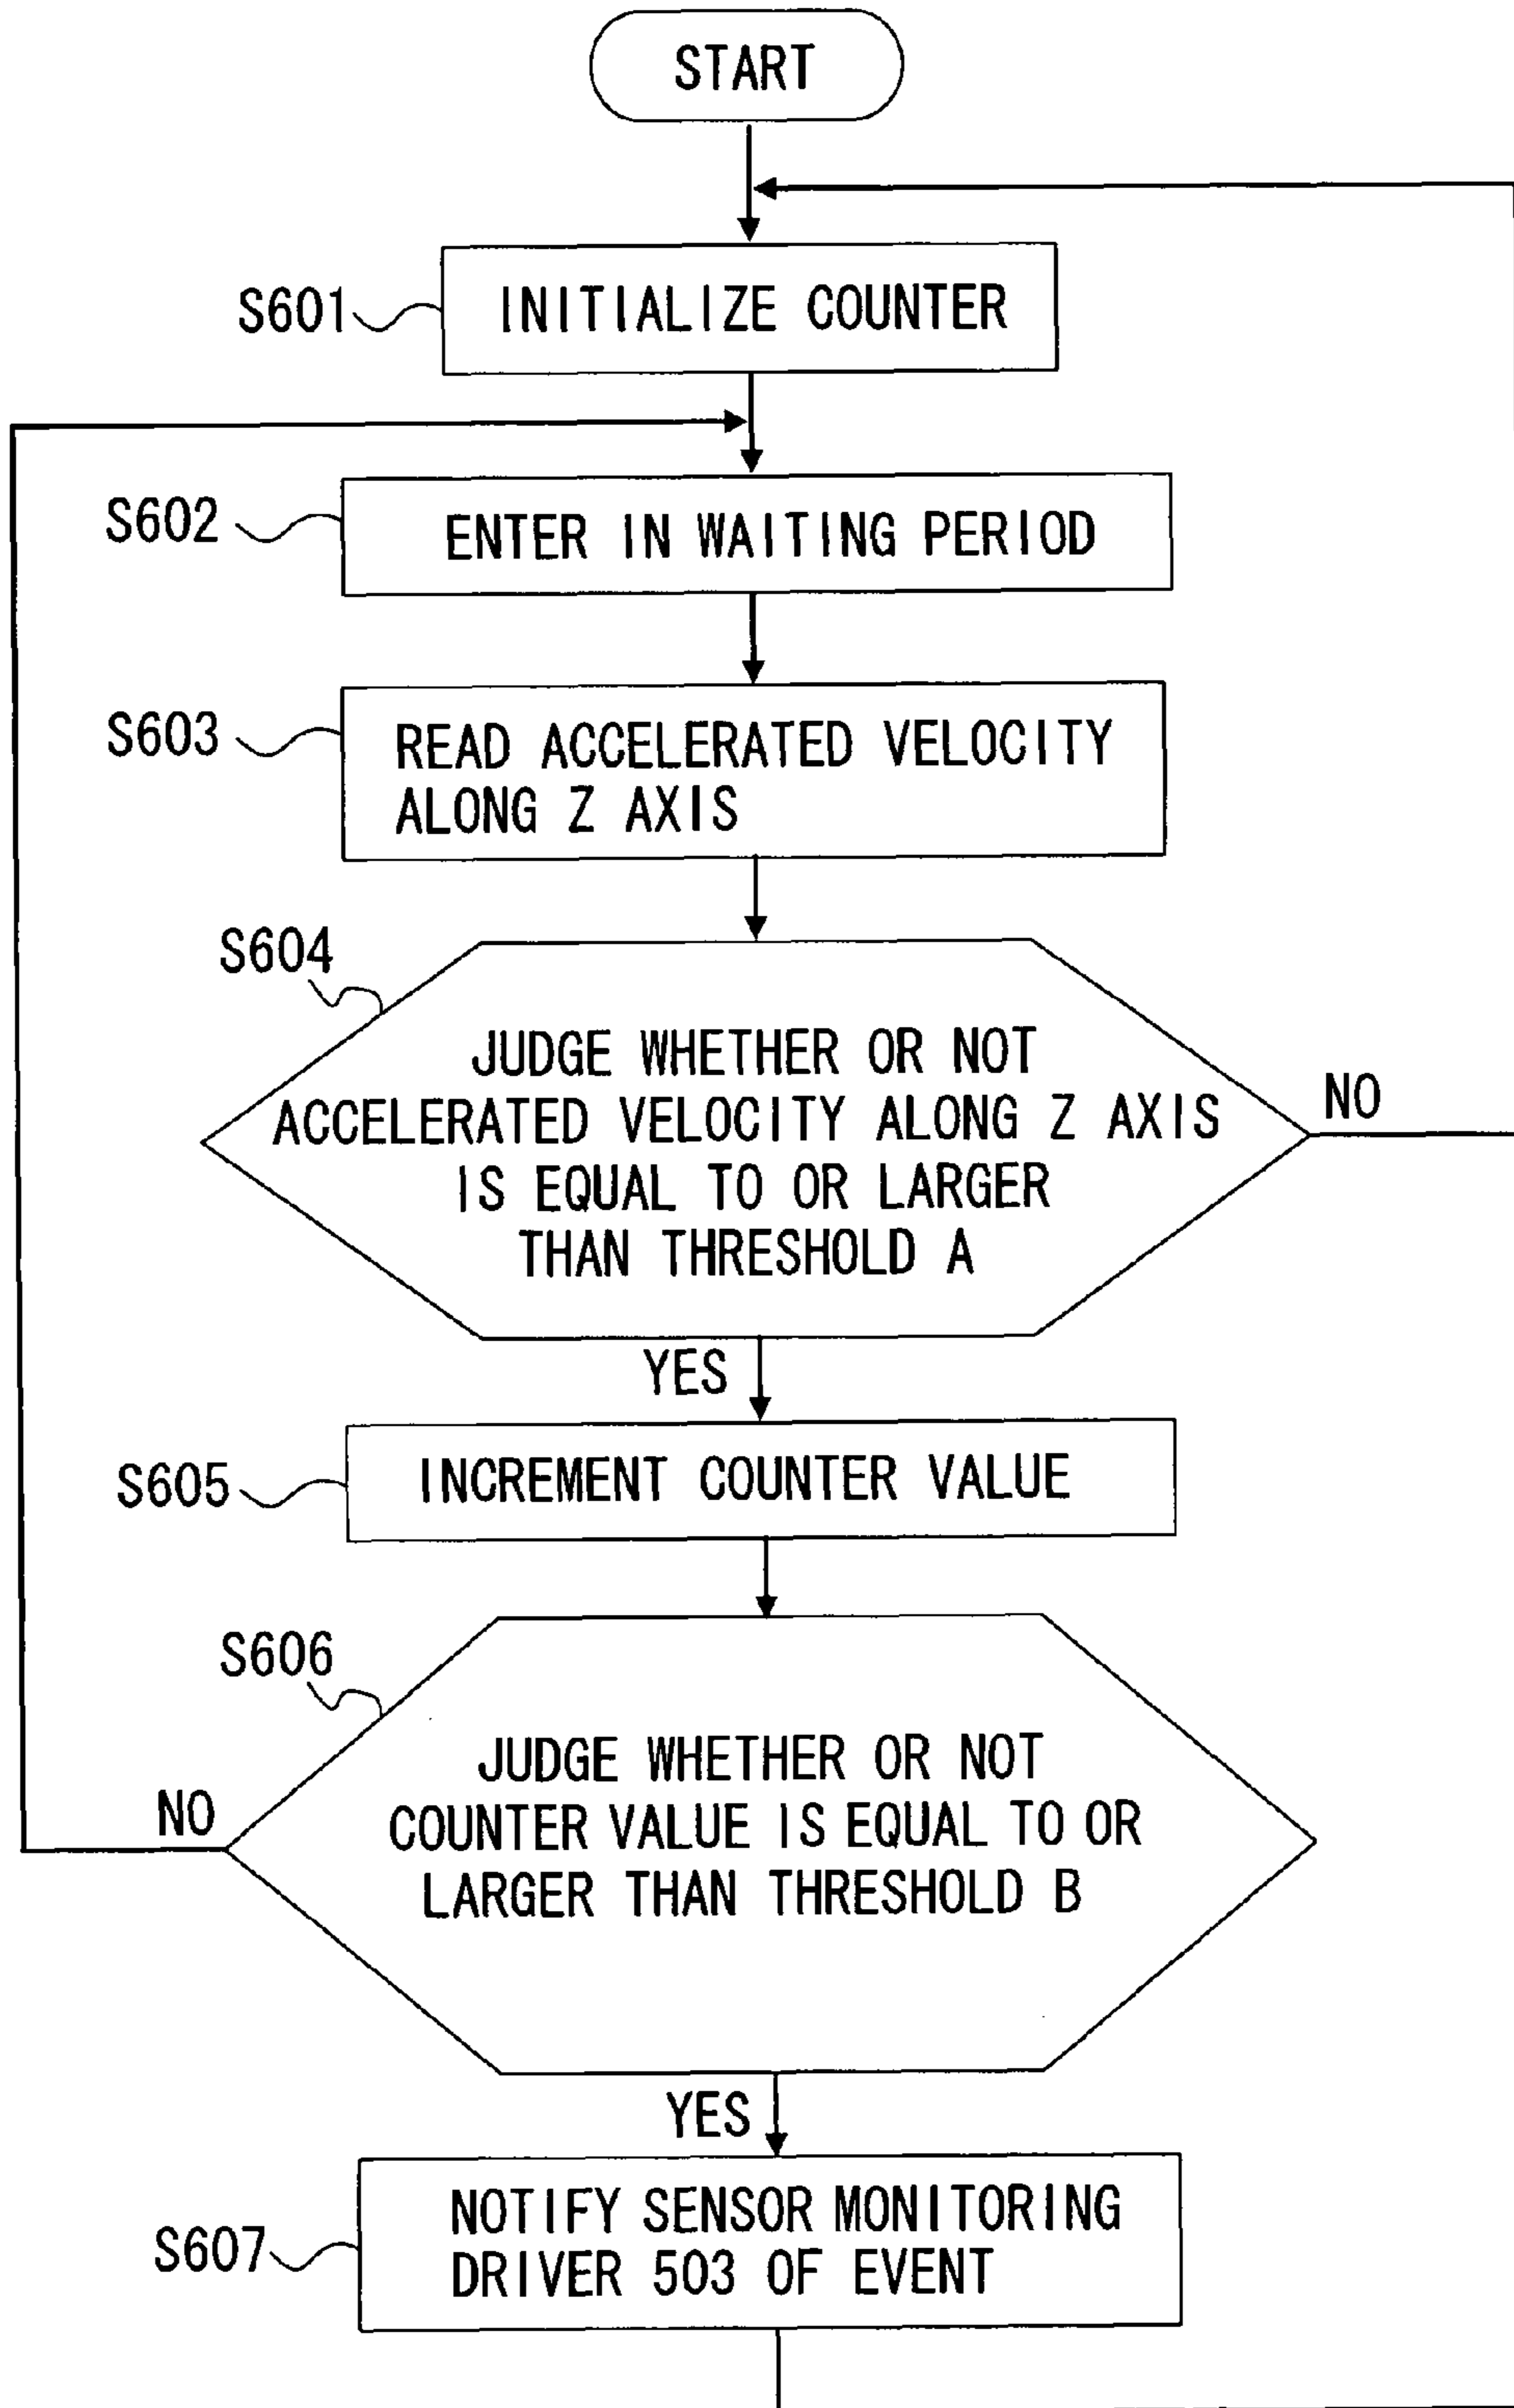 START
S601
INITIALIZE COUNTER
S602
ENTER IN WAITING PERIOD
S603
READ ACCELERATED VELOCITY
ALONG Z AXIS
S604
JUDGE WHETHER OR NOT
ACCELERATED VELOCITY ALONG Z AXIS
IS EQUAL TO OR LARGER
THAN THRESHOLD A
NO
YES
S605
INCREMENT COUNTER VALUE
S606
JUDGE WHETHER OR NOT
COUNTER VALUE IS EQUAL TO OR
LARGER THAN THRESHOLD B
NO
YES
S607
NOTIFY SENSOR MONITORING
DRIVER 503 OF EVENT